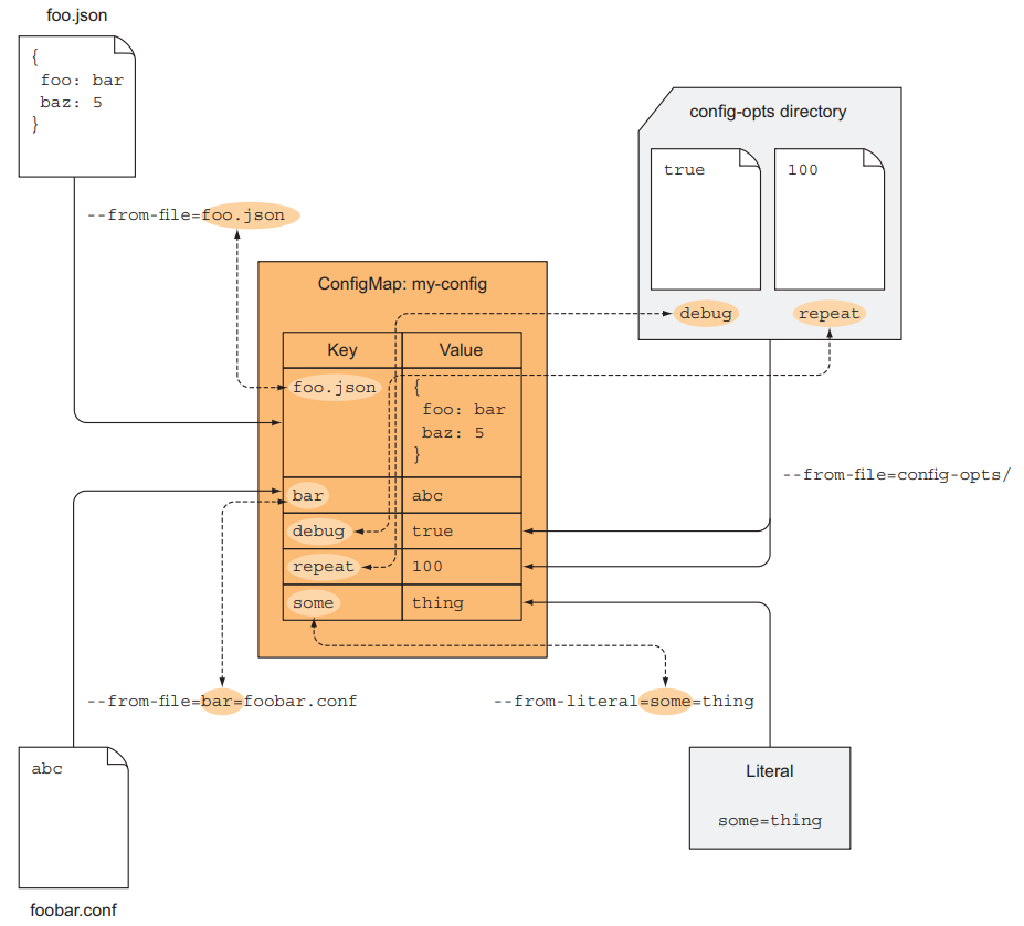 foo.json
{
foo: bar
baz: 5
}
--from-file=foo.json
config-opts directory
true
100
debug
repeat
ConfigMap: my-config
Key Value
foo.json {
foo: bar
baz: 5
}
bar abc
debug true
repeat 100
some thing
--from-file=config-opts/
--from-file=bar=foobar.conf
--from-literal=some=thing
abc
foobar.conf
Literal
some=thing